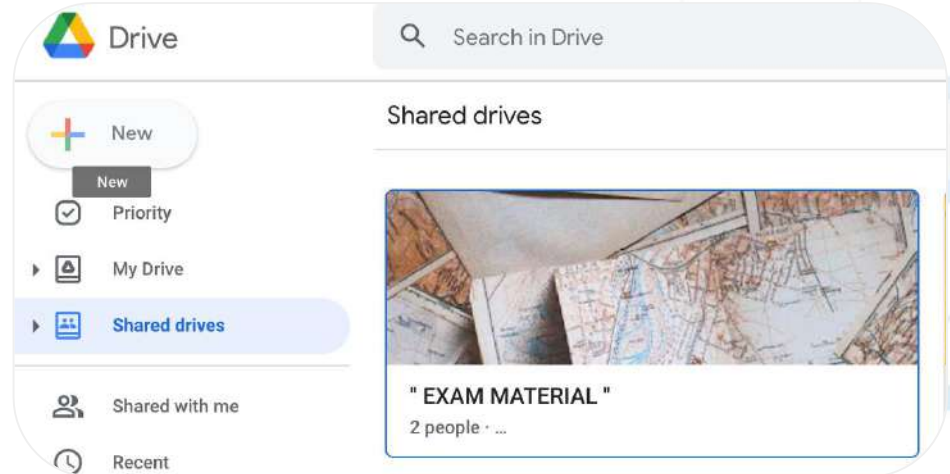 Drive
Search in Drive
New
New
Priority
My Drive
Shared drives
Shared with me
Recent
Shared drives
" EXAM MATERIAL "
2 people · ...